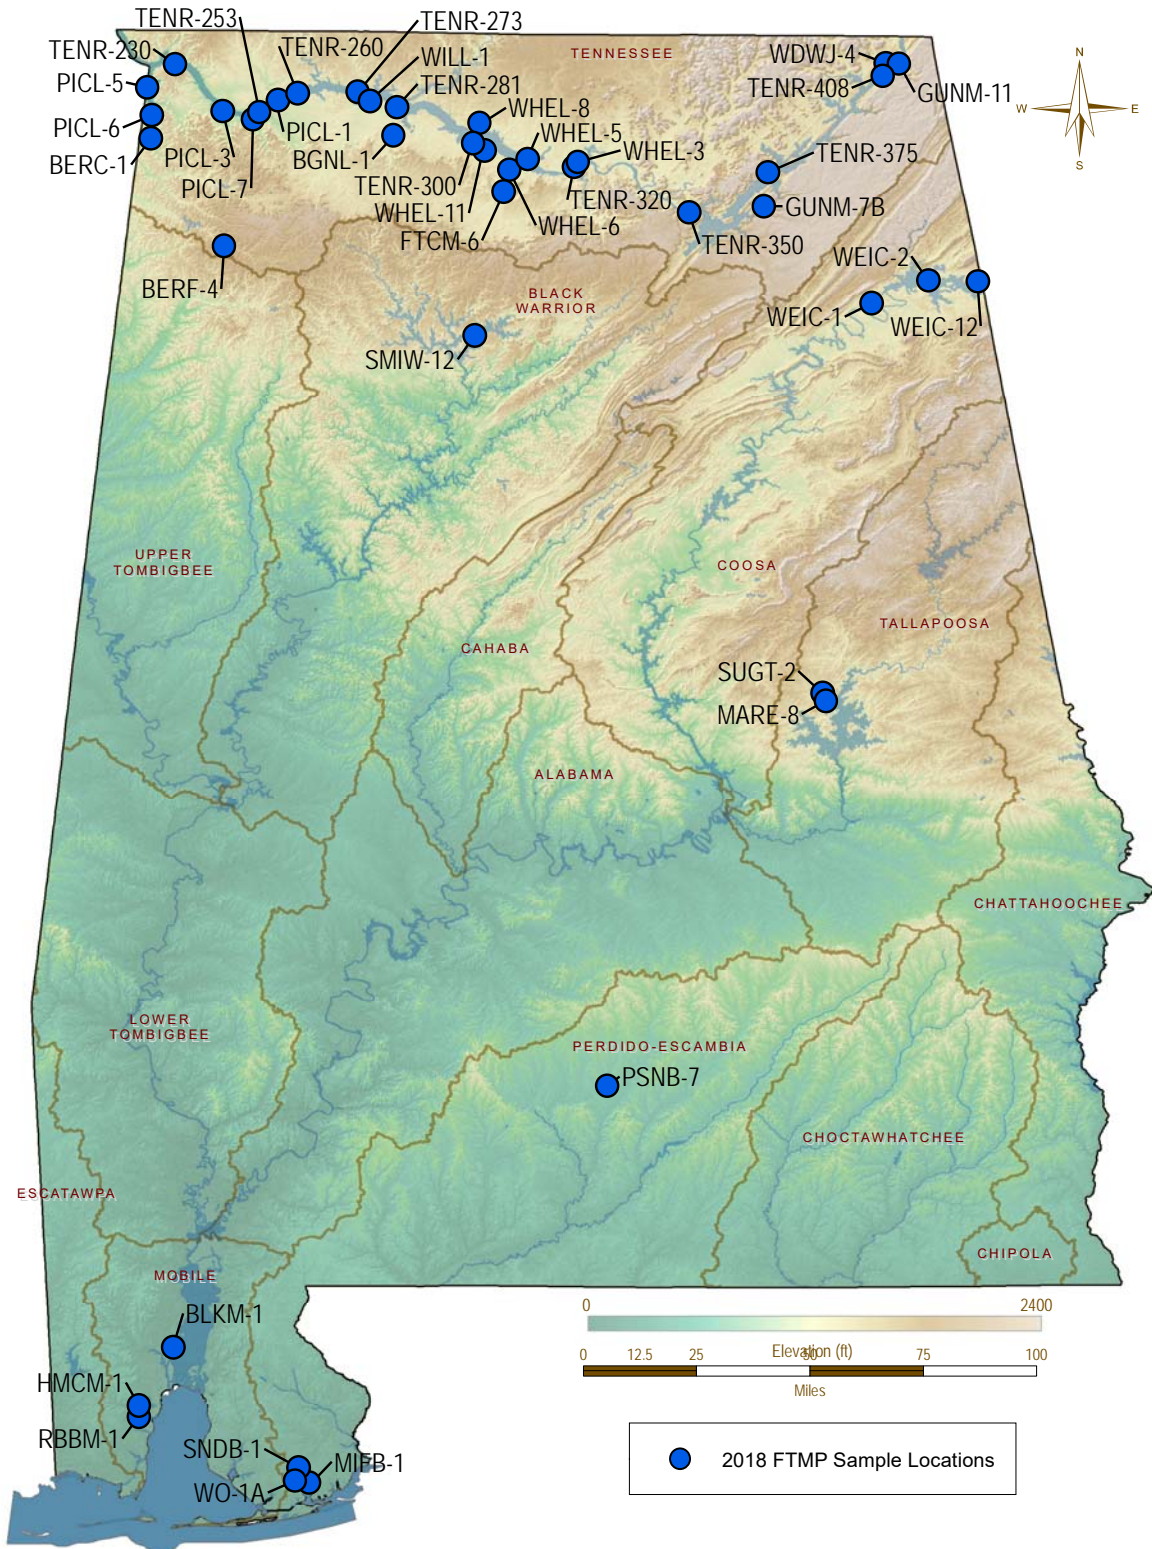 TENR-253
TENR-273
TENR-230
TENR-260
WILL-1
TENNESSEE
WDWJ-4
N
PICL-5
TENR-281
TENR-408
GUNM-11
W
E
PICL-6
PICL-1
WHEL-8
WHEL-5
S
BERC-1
PICL-3
BGNL-1
WHEL-3
TENR-375
PICL-7
TENR-300
TENR-320
WHEL-11
GUNM-7B
WHEL-6
FTCM-6
TENR-350
WEIC-2
BERF-4
BLACK
WARRIOR
WEIC-1
WEIC-12
SMIW-12
UPPER
TOMBIGBEE
COOSA
TALLAPOOSA
CAHABA
SUGT-2
MARE-8
ALABAMA
CHATTAHOOCHEE
LOWER
TOMBIGBEE
PERDIDO-ESCAMBIA
PSNB-7
CHOCTAWHATCHEE
ESCATAWPA
CHIPOLA
MOBILE
BLKM-1
0
2400
Elevation (ft)
0
12.5
25
50
75
100
Miles
HMCM-1
RBBM-1
SNDB-1
MIFB-1
WO-1A
2018 FTMP Sample Locations